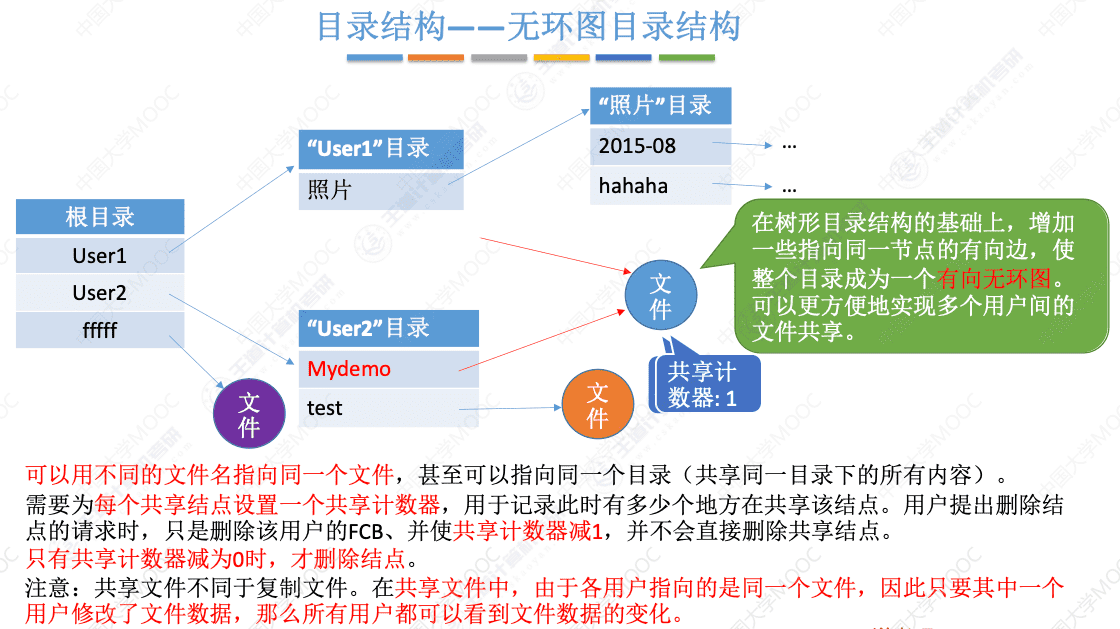 目录结构——无环图目录结构
“照片”目录
2015-08
...
hahaha
...
“User1”目录
照片
根目录
User1
User2
fffff
文件
“User2”目录
Mydemo
test
文件
文件
共享计
数器: 1
在树形目录结构的基础上，增加
一些指向同一节点的有向边，使
整个目录成为一个有向无环图。
可以更方便地实现多个用户间的
文件共享。
可以用不同的文件名指向同一个文件，甚至可以指向同一个目录（共享同一目录下的所有内容）。
需要为每个共享结点设置一个共享计数器，用于记录此时有多少个地方在共享该结点。用户提出删除结
点的请求时，只是删除该用户的FCB、并使共享计数器减1，并不会直接删除共享结点。
只有共享计数器减为0时，才删除结点。
注意：共享文件不同于复制文件。在共享文件中，由于各用户指向的是同一个文件，因此只要其中一个
用户修改了文件数据，那么所有用户都可以看到文件数据的变化。
中国大学MOOC